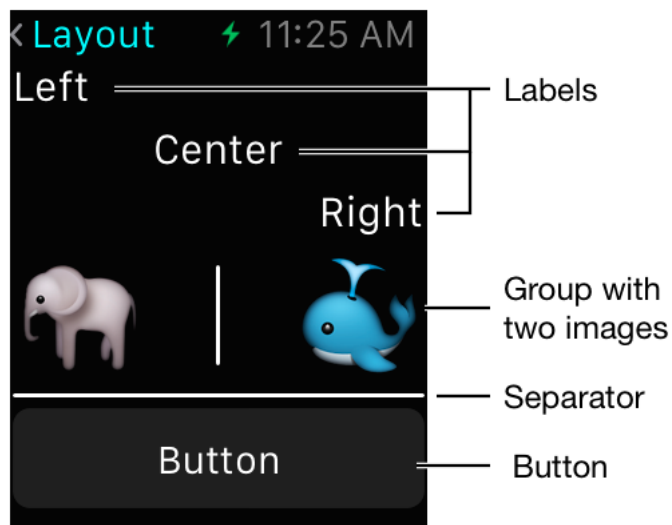 < Layout 11:25 AM
Left
Labels
Center
Right
Group with
two images
Separator
Button
Button